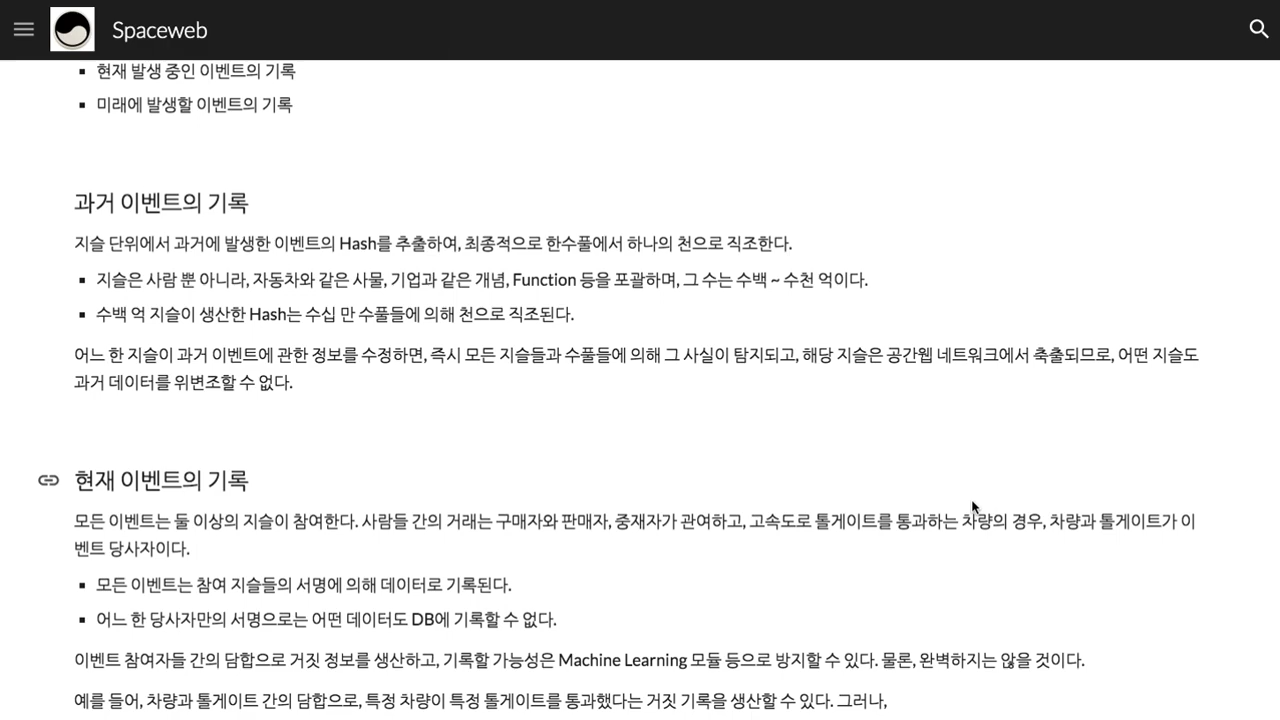 Spaceweb
현재 발생 중인 이벤트의 기록
미래에 발생할 이벤트의 기록
과거 이벤트의 기록
지슬 단위에서 과거에 발생한 이벤트의 Hash를 추출하여, 최종적으로 한수풀에서 하나의 천으로 직조한다.
지슬은 사람 뿐 아니라, 자동차와 같은 사물, 기업과 같은 개념, Function 등을 포괄하며, 그 수는 수백 ~ 수천 억이다.
수백 억 지슬이 생산한 Hash는 수십 만 수풀들에 의해 천으로 직조된다.
어느 한 지슬이 과거 이벤트에 관한 정보를 수정하면, 즉시 모든 지슬들과 수풀들에 의해 그 사실이 탐지되고, 해당 지슬은 공간웹 네트워크에서 축출되므로, 어떤 지슬도
과거 데이터를 위변조할 수 없다.
현재 이벤트의 기록
모든 이벤트는 둘 이상의 지슬이 참여한다. 사람들 간의 거래는 구매자와 판매자, 중재자가 관여하고, 고속도로 톨게이트를 통과하는 차량의 경우, 차량과 톨게이트가 이
벤트 당사자이다.
모든 이벤트는 참여 지슬들의 서명에 의해 데이터로 기록된다.
어느 한 당사자만의 서명으로는 어떤 데이터도 DB에 기록할 수 없다.
이벤트 참여자들 간의 담합으로 거짓 정보를 생산하고, 기록할 가능성은 Machine Learning 모듈 등으로 방지할 수 있다. 물론, 완벽하지는 않을 것이다.
예를 들어, 차량과 톨게이트 간의 담합으로, 특정 차량이 특정 톨게이트를 통과했다는 거짓 기록을 생산할 수 있다. 그러나,